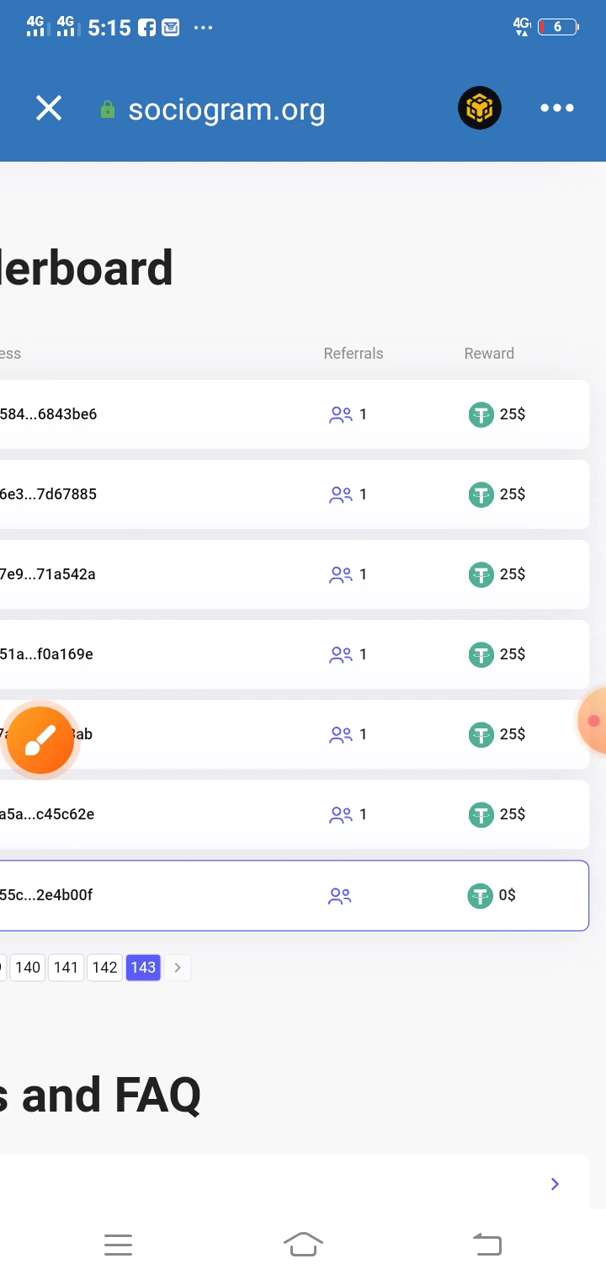 4G 4G 5:15 ... 4G 6
sociogram.org
lerboard
ess Referrals Reward
584...6843be6 1 25$
6e3...7d67885 1 25$
7e9...71a542a 1 25$
51a...f0a169e 1 25$
ab 1 25$
a5a...c45c62e 1 25$
55c...2e4b00f 0$
140 141 142 143 >
s and FAQ